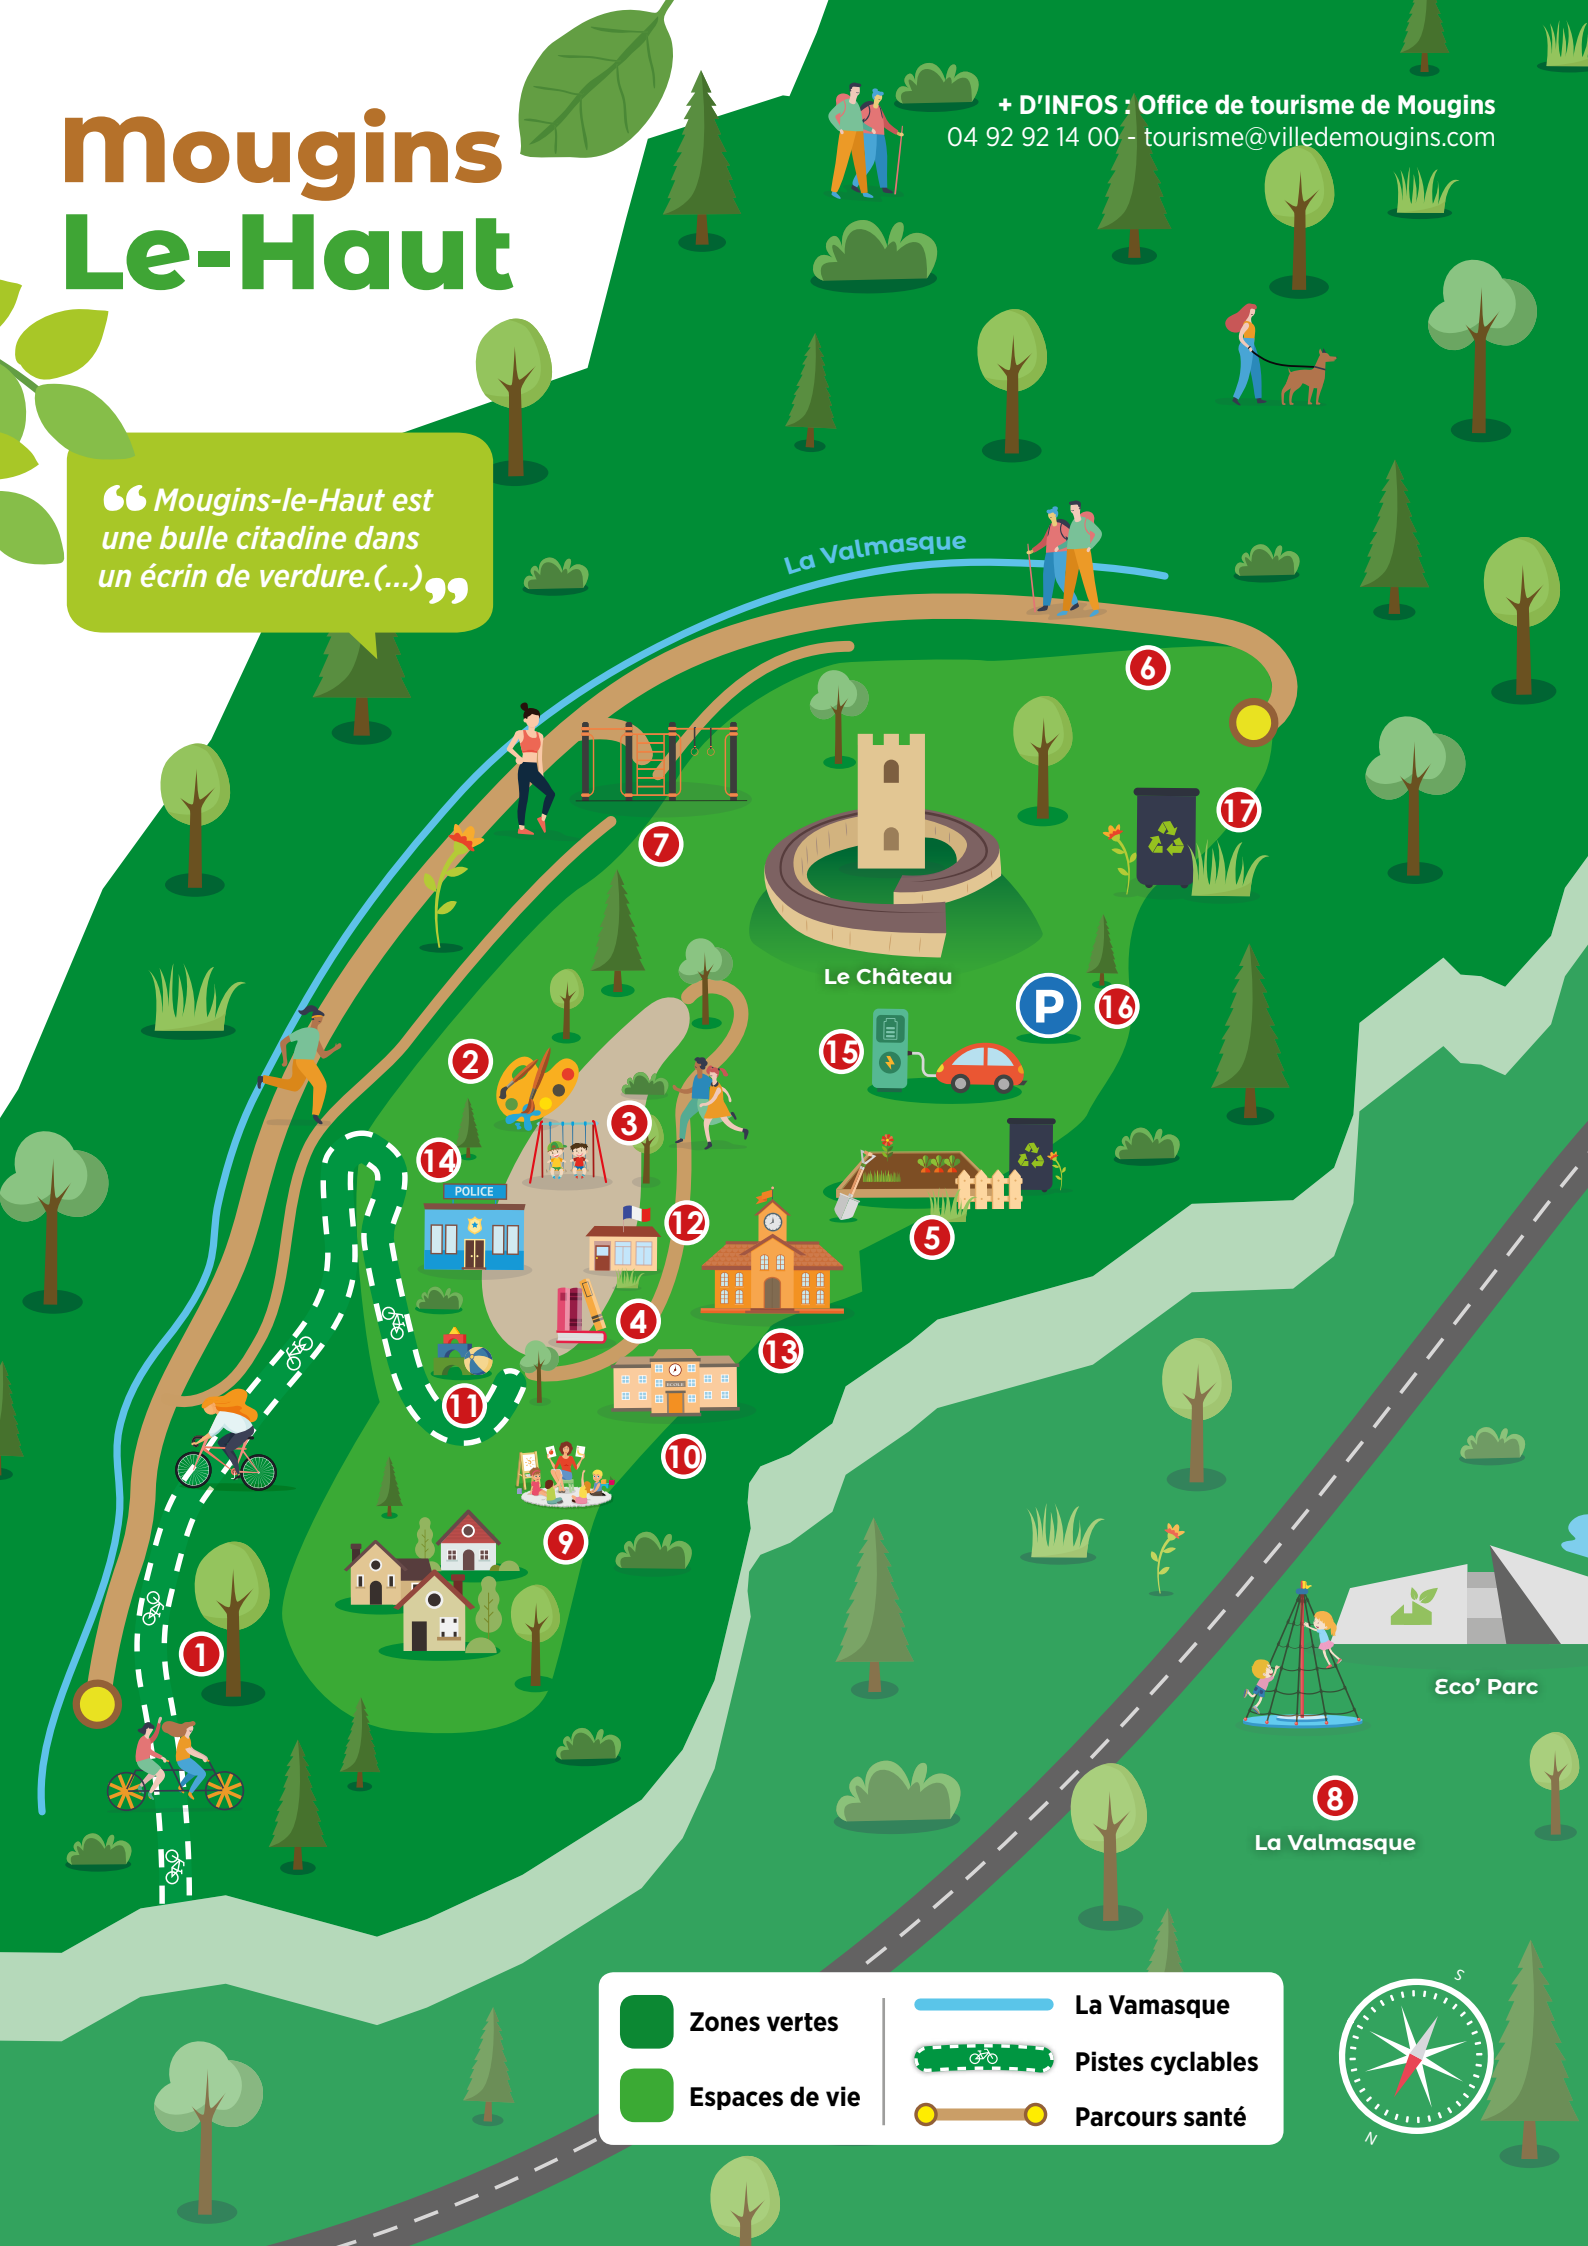 Mougins
Le-Haut
+ D'INFOS : Office de tourisme de Mougins
04 92 92 14 00 - tourisme@villedemougins.com
“ Mougins-le-Haut est
une bulle citadine dans
un écrin de verdure.(...)”
La Valmasque
6
17
7
Le Château
P
16
15
2
3
14
POLICE
12
5
4
13
ECOLE
11
10
9
1
Eco' Parc
8
La Valmasque
Zones vertes
Espaces de vie
La Vamasque
Pistes cyclables
Parcours santé
S
N